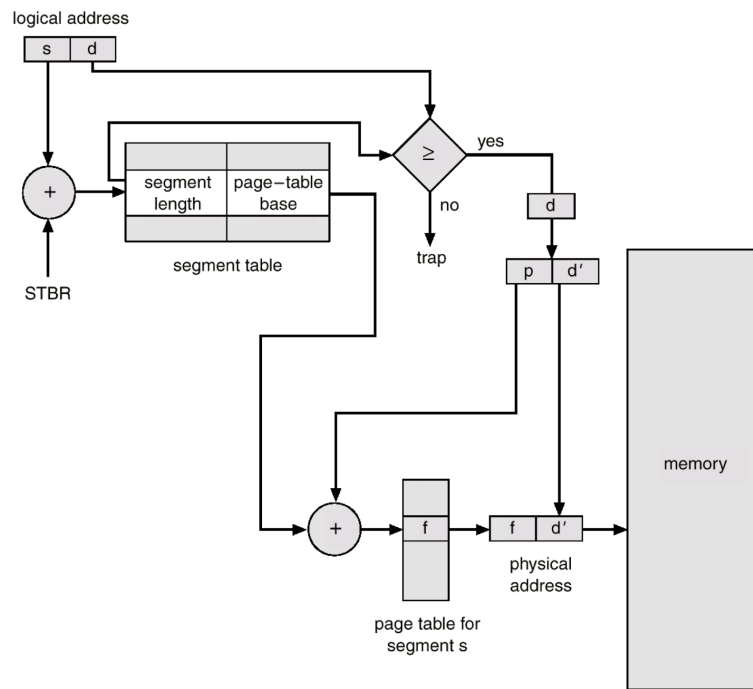 logical address
s d
≥
yes
+
segment length
page–table base
no
d
trap
segment table
p d′
STBR
memory
+
f
f d′
physical
address
page table for
segment s